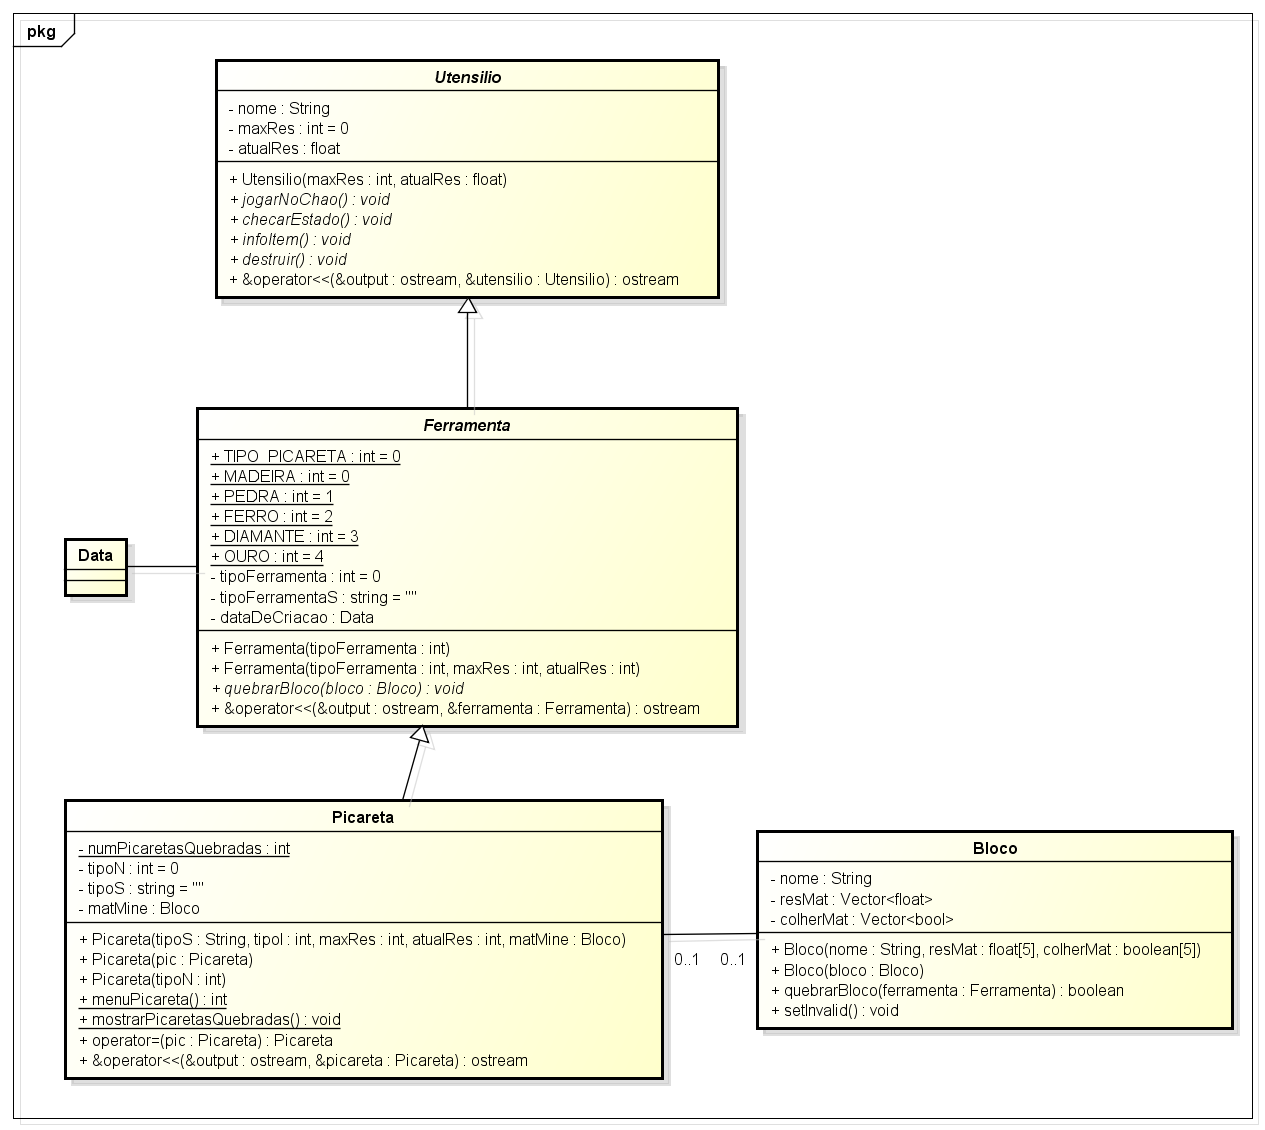 pkg
Utensilio
- nome : String
- maxRes : int = 0
- atualRes : float
+ Utensilio(maxRes : int, atualRes : float)
+ jogarNoChao() : void
+ checarEstado() : void
+ infoItem() : void
+ destruir() : void
+ &operator<<(&output : ostream, &utensilio : Utensilio) : ostream
Ferramenta
+ TIPO_PICARETA : int = 0
+ MADEIRA : int = 0
+ PEDRA : int = 1
+ FERRO : int = 2
+ DIAMANTE : int = 3
+ OURO : int = 4
- tipoFerramenta : int = 0
- tipoFerramentaS : string = ""
- dataDeCriacao : Data
+ Ferramenta(tipoFerramenta : int)
+ Ferramenta(tipoFerramenta : int, maxRes : int, atualRes : int)
+ quebrarBloco(bloco : Bloco) : void
+ &operator<<(&output : ostream, &ferramenta : Ferramenta) : ostream
Data
Picareta
- numPicaretasQuebradas : int
- tipoN : int = 0
- tipoS : string = ""
- matMine : Bloco
+ Picareta(tipoS : String, tipoI : int, maxRes : int, atualRes : int, matMine : Bloco)
+ Picareta(pic : Picareta)
+ Picareta(tipoN : int)
+ menuPicareta() : int
+ mostrarPicaretasQuebradas() : void
+ operator=(pic : Picareta) : Picareta
+ &operator<<(&output : ostream, &picareta : Picareta) : ostream
0..1 0..1
Bloco
- nome : String
- resMat : Vector<float>
- colherMat : Vector<bool>
+ Bloco(nome : String, resMat : float[5], colherMat : boolean[5])
+ Bloco(bloco : Bloco)
+ quebrarBloco(ferramenta : Ferramenta) : boolean
+ setInvalid() : void